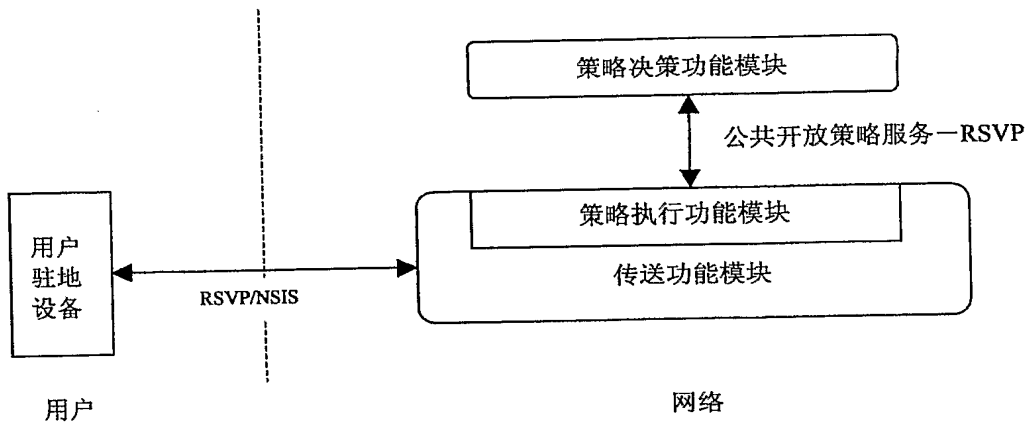 策略决策功能模块
公共开放策略服务－RSVP
策略执行功能模块
传送功能模块
用户
驻地
设备
RSVP/NSIS
用户
网络